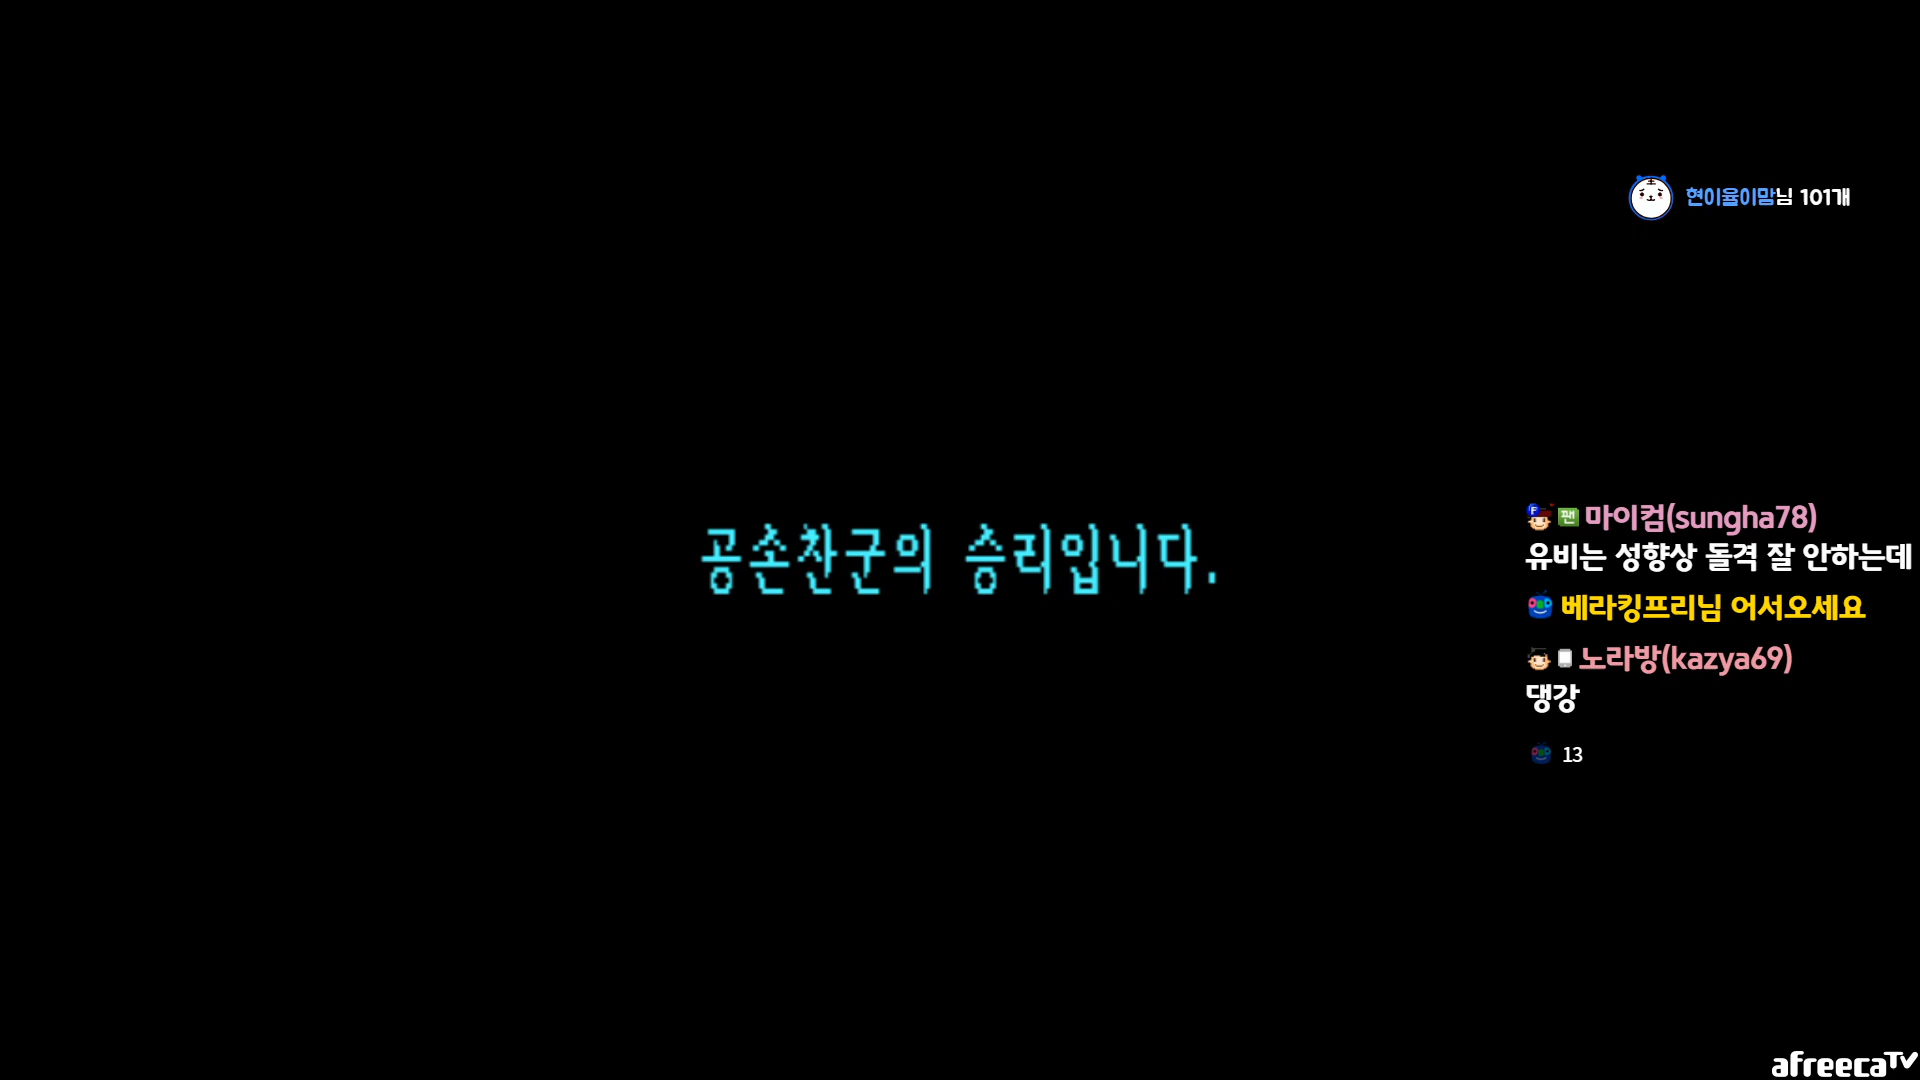 현이율이맘님 101개
공손찬군의 승리입니다.
팬 마이컴(sungha78)
유비는 성향상 돌격 잘 안하는데
베라킹프리님 어서오세요
노라방(kazya69)
댕강
13
afreecaTV